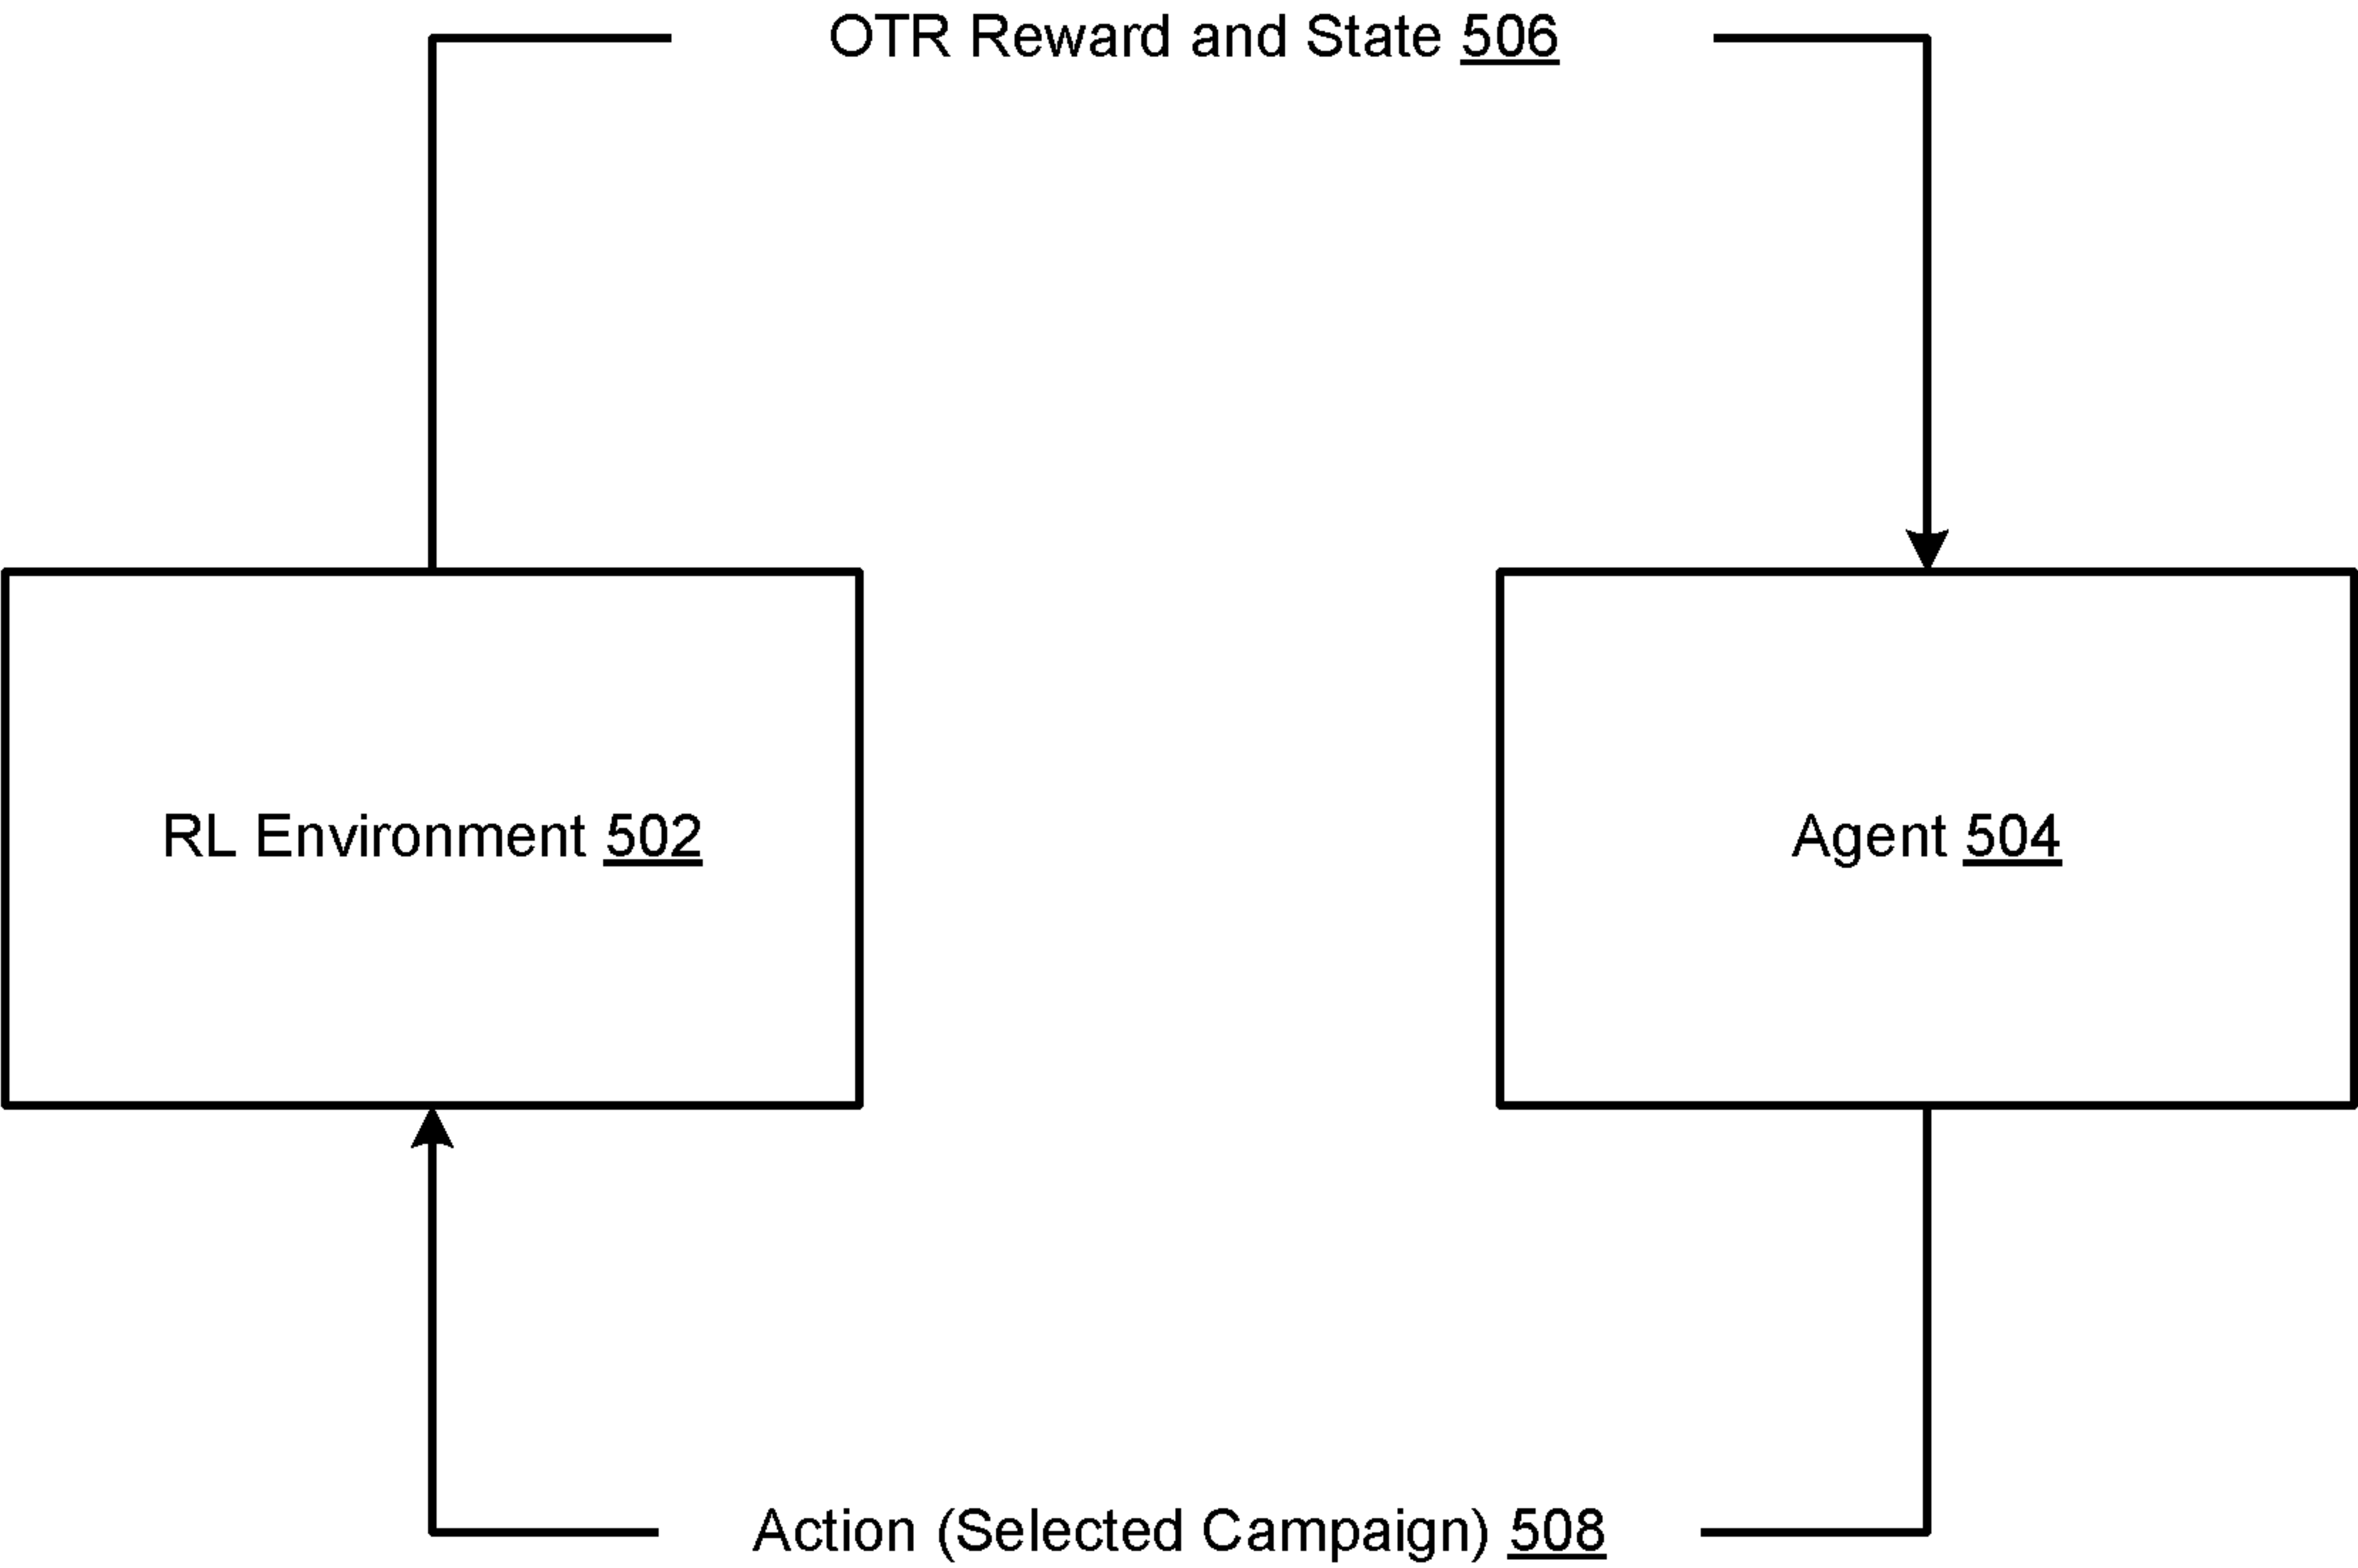 OTR Reward and State 506
RL Environment 502
Agent 504
Action (Selected Campaign) 508